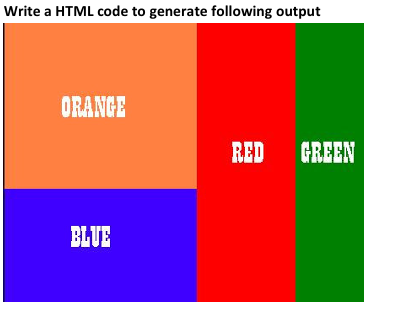 Write a HTML code to generate following output
ORANGE
RED
GREEN
BLUE